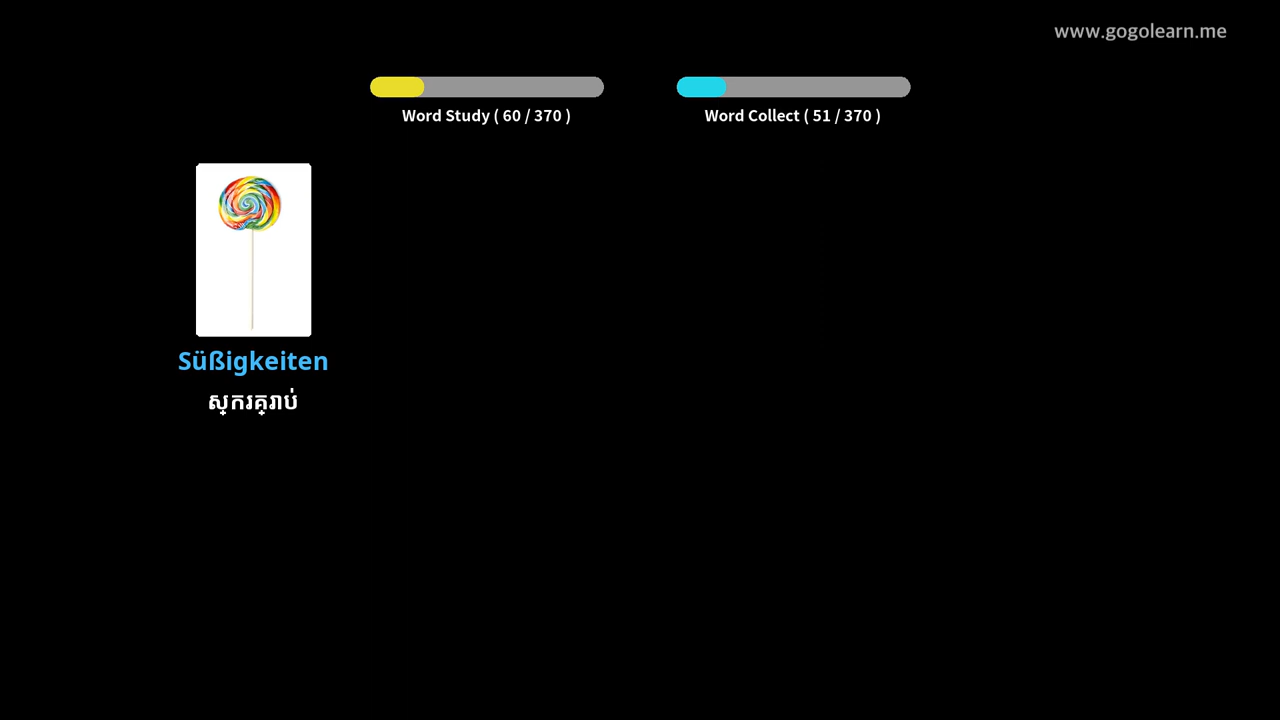 www.gogolearn.me
Word Study ( 60 / 370 )
Word Collect ( 51 / 370 )
Süßigkeiten
ស្ករគ្រាប់